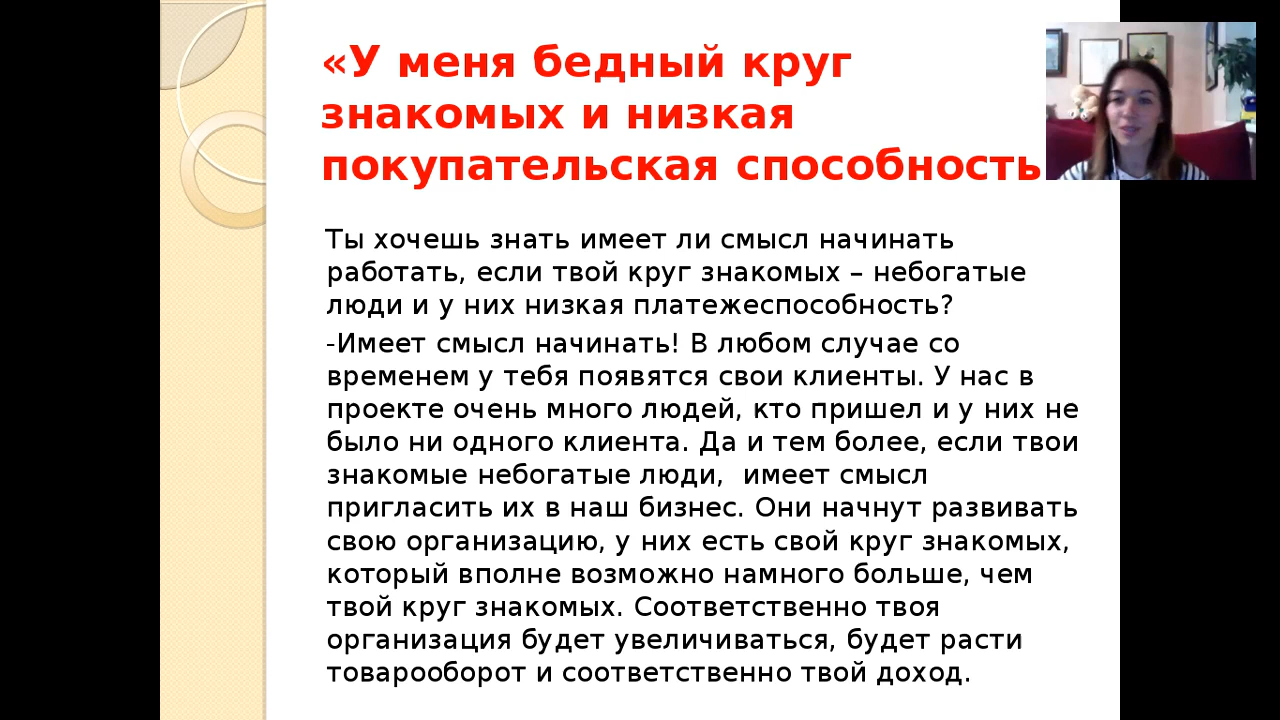 «У меня бедный круг
знакомых и низкая
покупательская способность
Ты хочешь знать имеет ли смысл начинать
работать, если твой круг знакомых – небогатые
люди и у них низкая платежеспособность?
-Имеет смысл начинать! В любом случае со
временем у тебя появятся свои клиенты. У нас в
проекте очень много людей, кто пришел и у них не
было ни одного клиента. Да и тем более, если твои
знакомые небогатые люди,  имеет смысл
пригласить их в наш бизнес. Они начнут развивать
свою организацию, у них есть свой круг знакомых,
который вполне возможно намного больше, чем
твой круг знакомых. Соответственно твоя
организация будет увеличиваться, будет расти
товарооборот и соответственно твой доход.